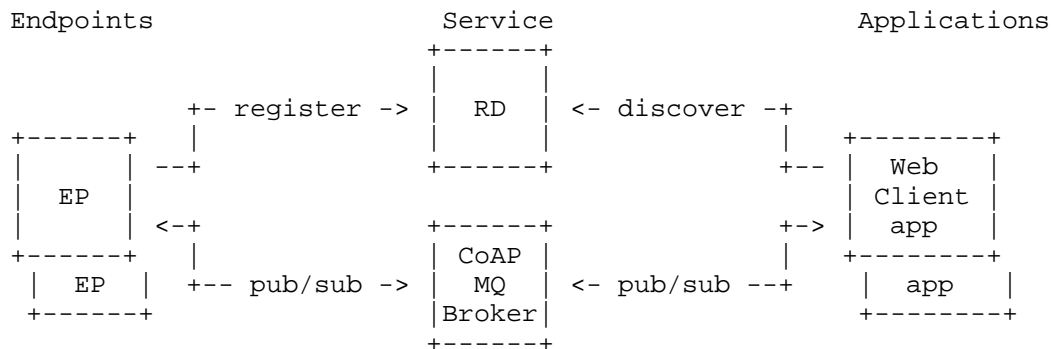 Endpoints Service Applications
+------+
| |
+- register -> | RD | <- discover -+
+------+ | | | | +--------+
| | --+ +------+ +-- | Web |
| EP | | Client |
| | <-+ +------+ +-> | app |
+------+ | | CoAP | | +--------+
| EP | +-- pub/sub -> | MQ | <- pub/sub --+ | app |
+------+ |Broker| +--------+
+------+